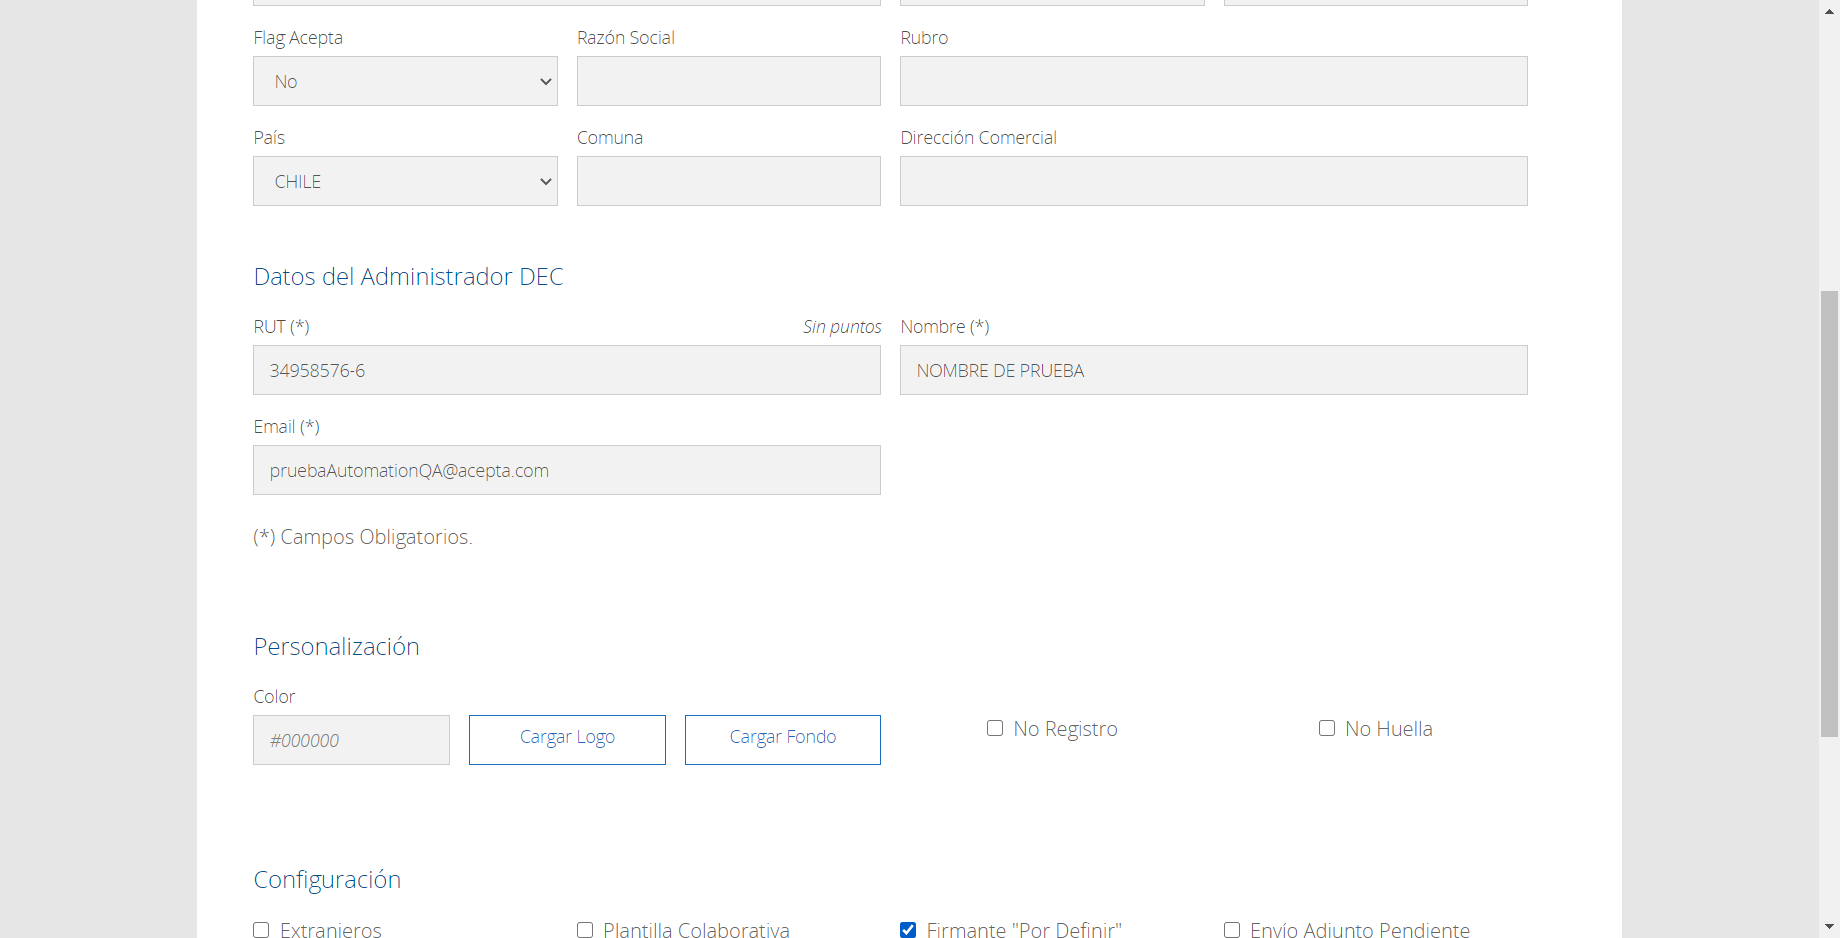 Flag Acepta Razón Social Rubro
No
País Comuna Dirección Comercial
CHILE
Datos del Administrador DEC
RUT (*) Sin puntos Nombre (*)
34958576-6 NOMBRE DE PRUEBA
Email (*)
pruebaAutomationQA@acepta.com
(*) Campos Obligatorios.
Personalización
Color
#000000 Cargar Logo Cargar Fondo No Registro No Huella
Configuración
Extranjeros Plantilla Colaborativa Firmante "Por Definir" Envío Adjunto Pendiente